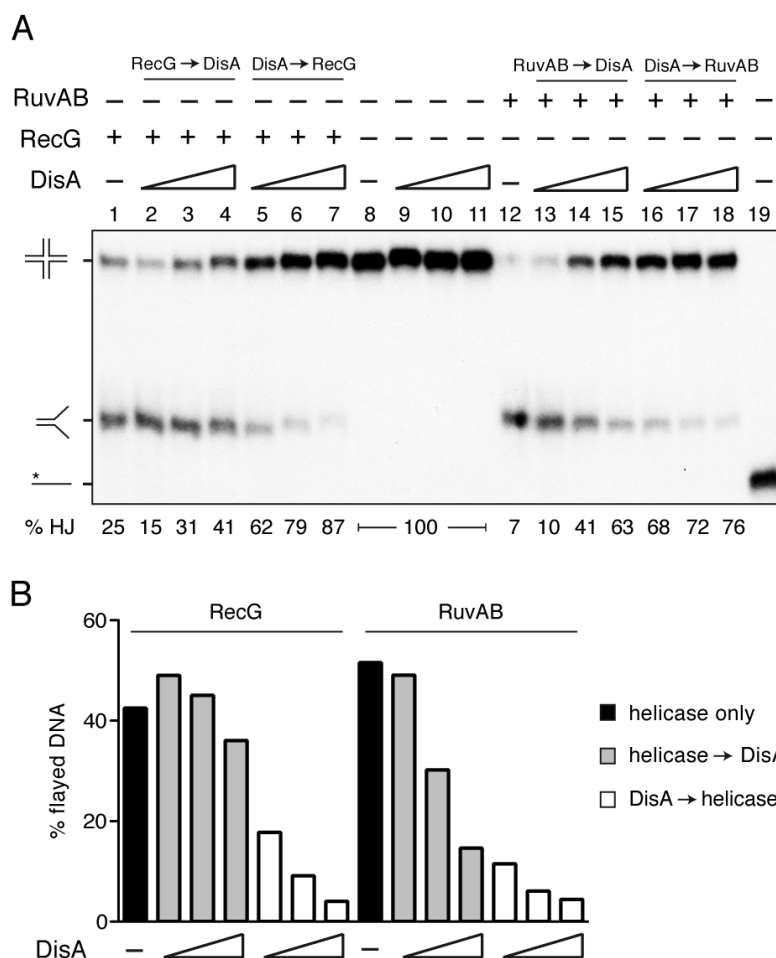 A
RecG → DisA DisA → RecG RuvAB → DisA DisA → RuvAB
RuvAB – – – – – – – – – – – + + + + + + + –
RecG + + + + + + + – – – – – – – – – – – –
DisA – – – –
1 2 3 4 5 6 7 8 9 10 11 12 13 14 15 16 17 18 19
*
% HJ 25 15 31 41 62 79 87 100 7 10 41 63 68 72 76
B
RecG RuvAB
60
40
20
0
% flayed DNA
helicase only
helicase → DisA
DisA → helicase
DisA – –